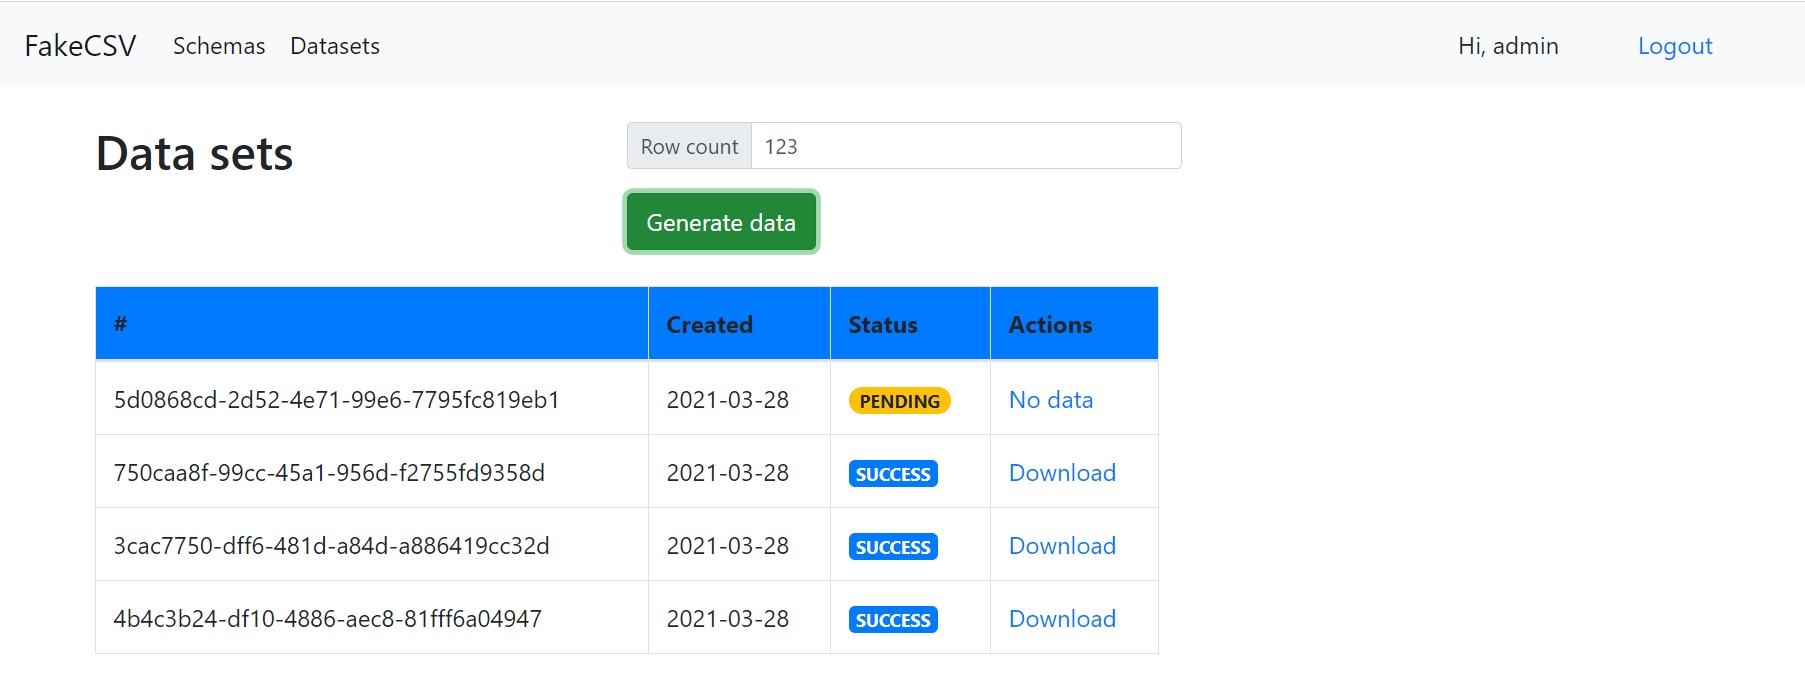 FakeCSV Schemas Datasets Hi, admin Logout
Data sets
Row count 123
Generate data
# Created Status Actions
5d0868cd-2d52-4e71-99e6-7795fc819eb1 2021-03-28 PENDING No data
750caa8f-99cc-45a1-956d-f2755fd9358d 2021-03-28 SUCCESS Download
3cac7750-dff6-481d-a84d-a886419cc32d 2021-03-28 SUCCESS Download
4b4c3b24-df10-4886-aec8-81fff6a04947 2021-03-28 SUCCESS Download